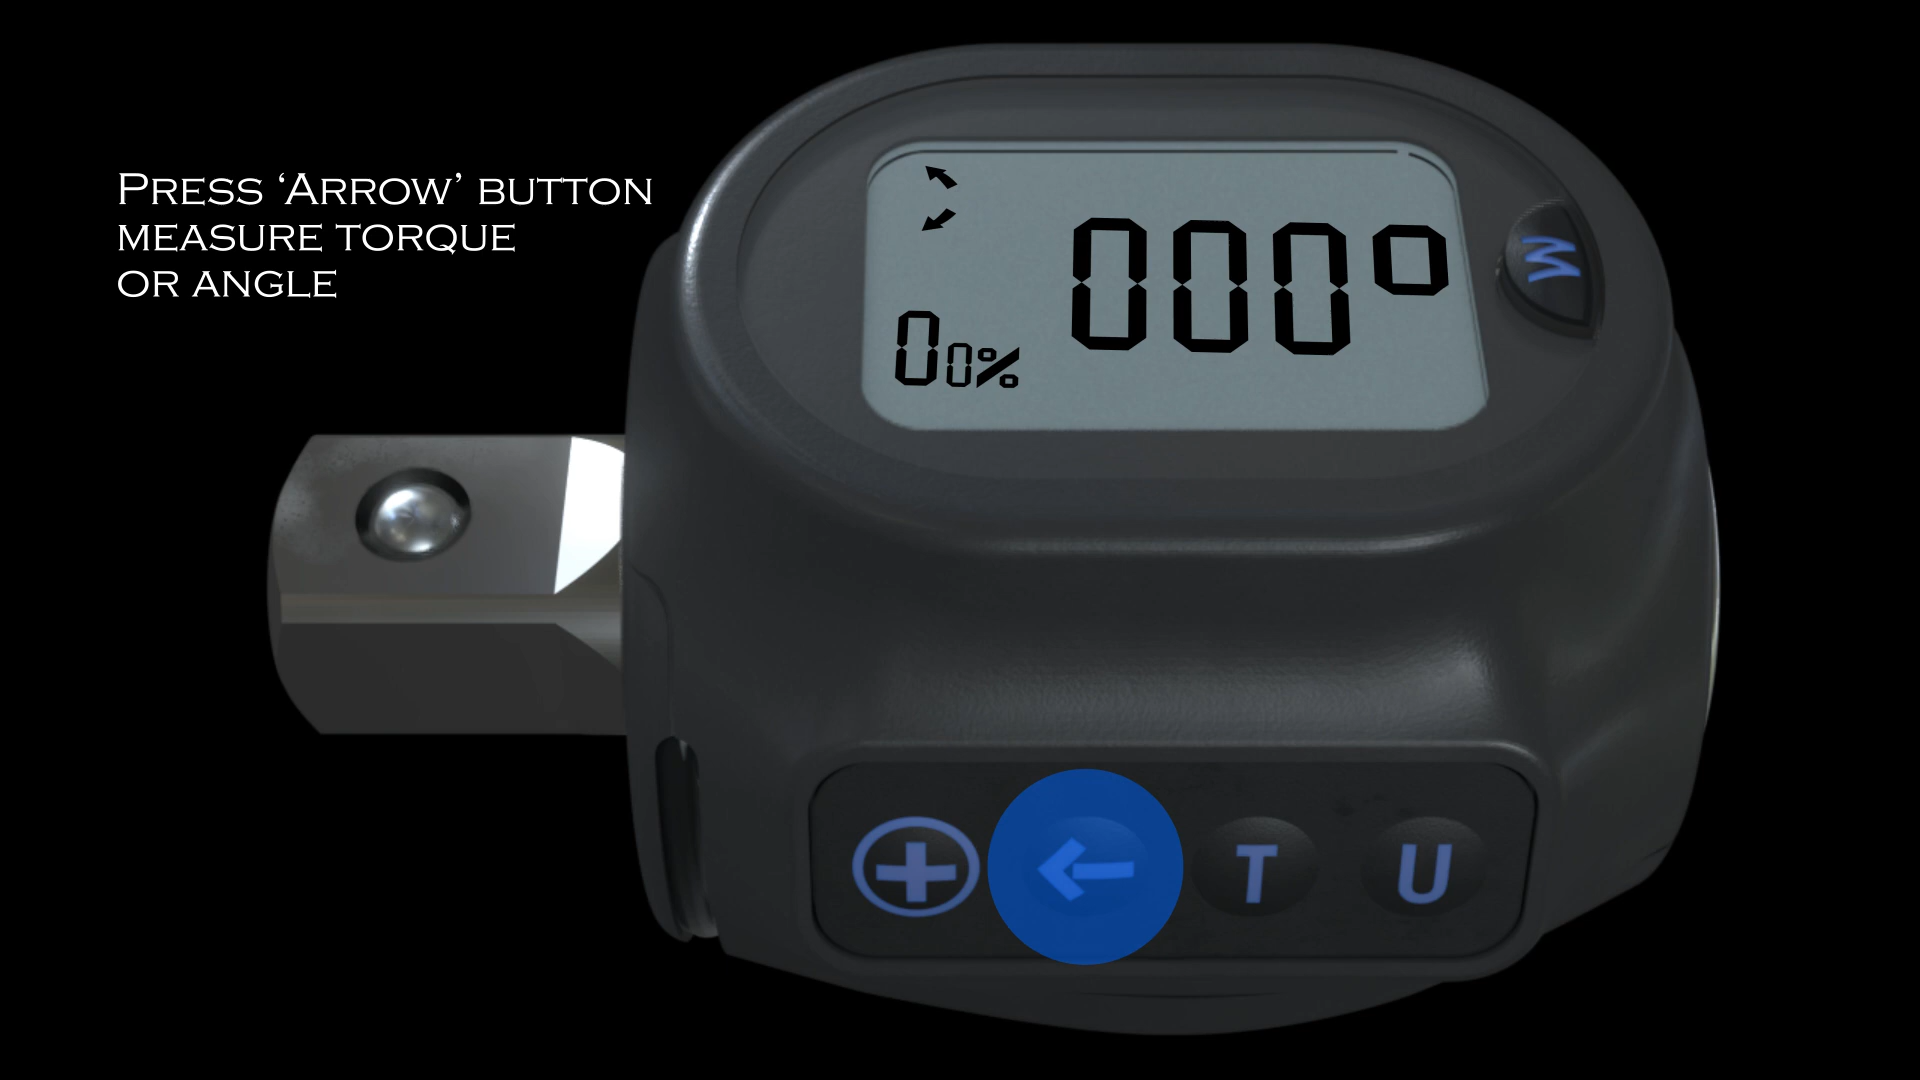 Press ‘Arrow’ button
measure torque
or angle
000°
00%
M
T
U